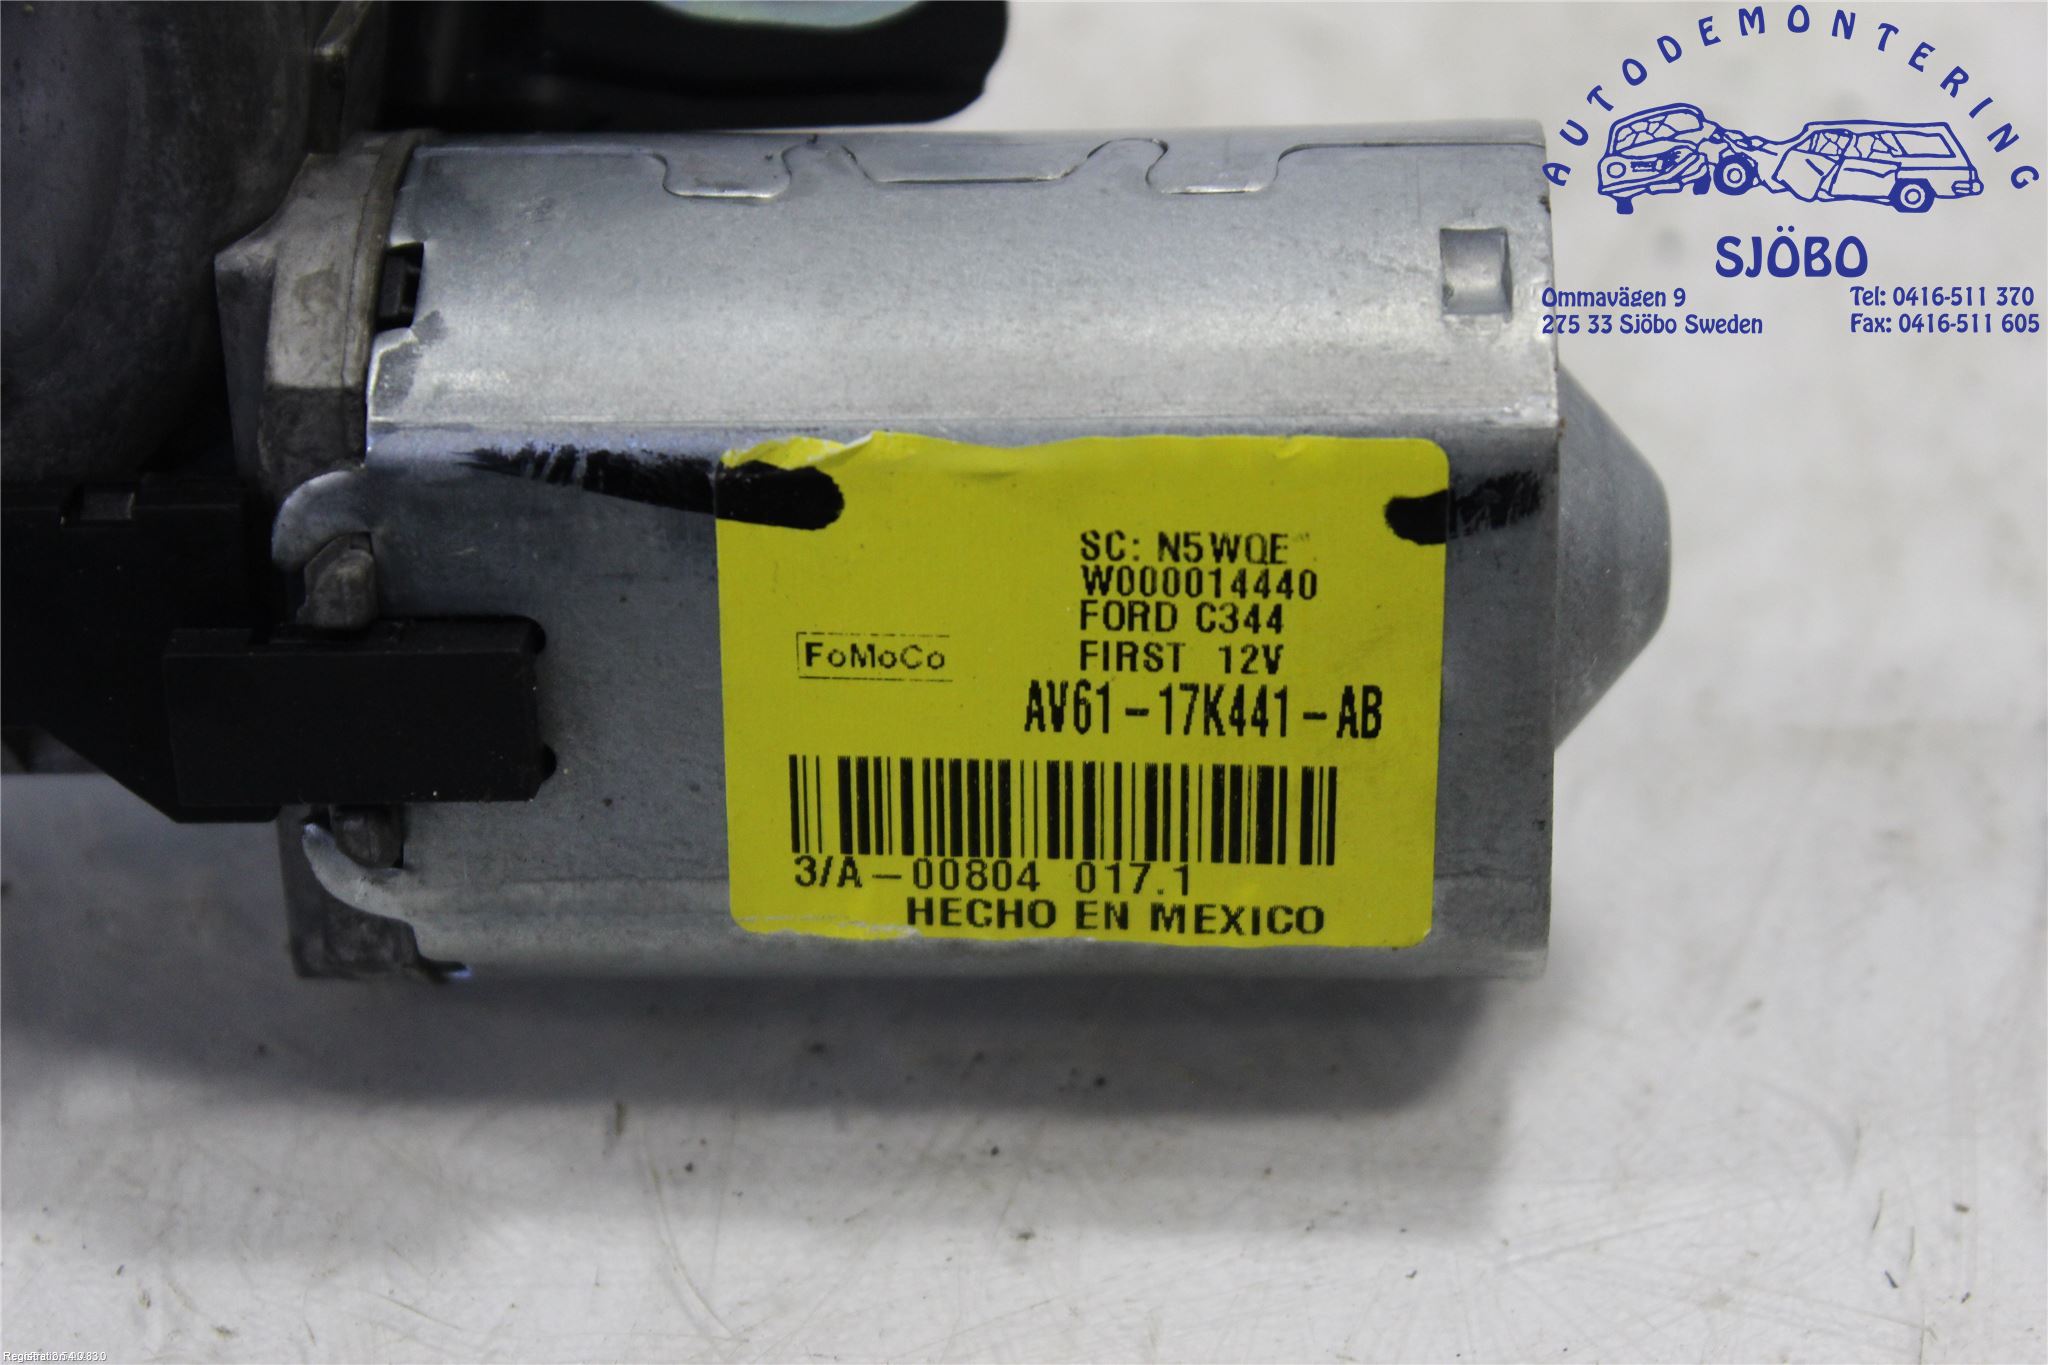 AUTODEMONTERING
SJÖBO
Ommavägen 9
275 33 Sjöbo Sweden
Tel: 0416-511 370
Fax: 0416-511 605
SC: N5WQE
W000014440
FORD C344
FIRST 12V
FoMoCo
AV61-17K441-AB
3/A-00804 017.1
HECHO EN MEXICO